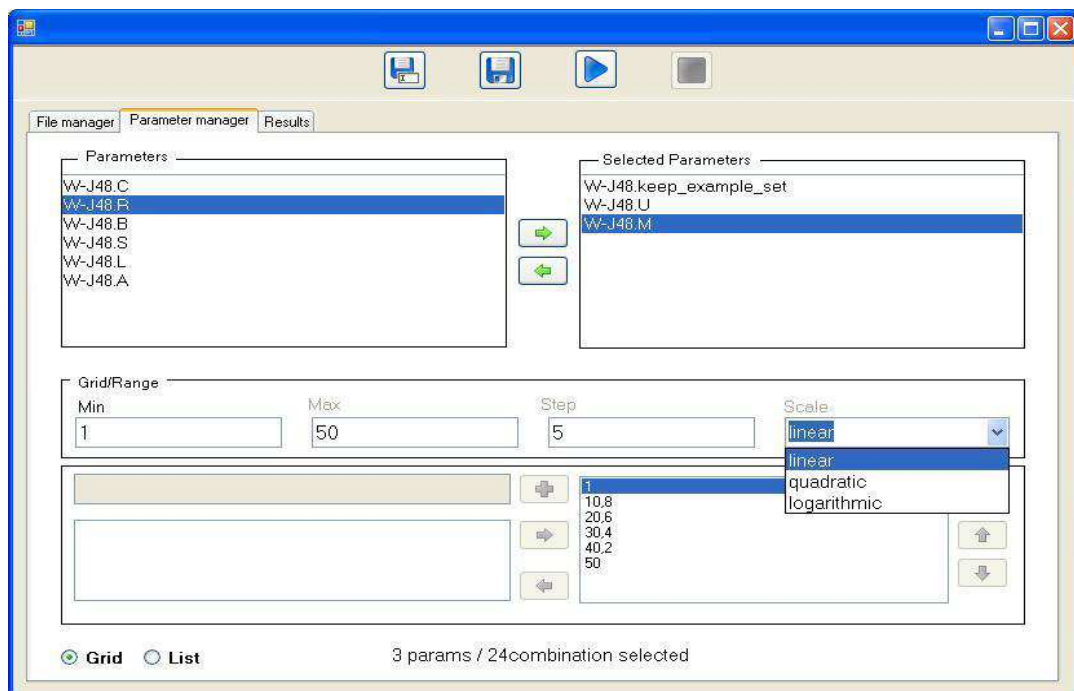 File manager Parameter manager Results
Parameters
W-J48.C
W-J48.R
W-J48.B
W-J48.S
W-J48.L
W-J48.A
Selected Parameters
W-J48.keep_example_set
W-J48.U
W-J48.M
Grid/Range
Min Max Step Scale
1 50 5 linear
linear
quadratic
logarithmic
1
10,8
20,6
30,4
40,2
50
Grid List 3 params / 24combination selected